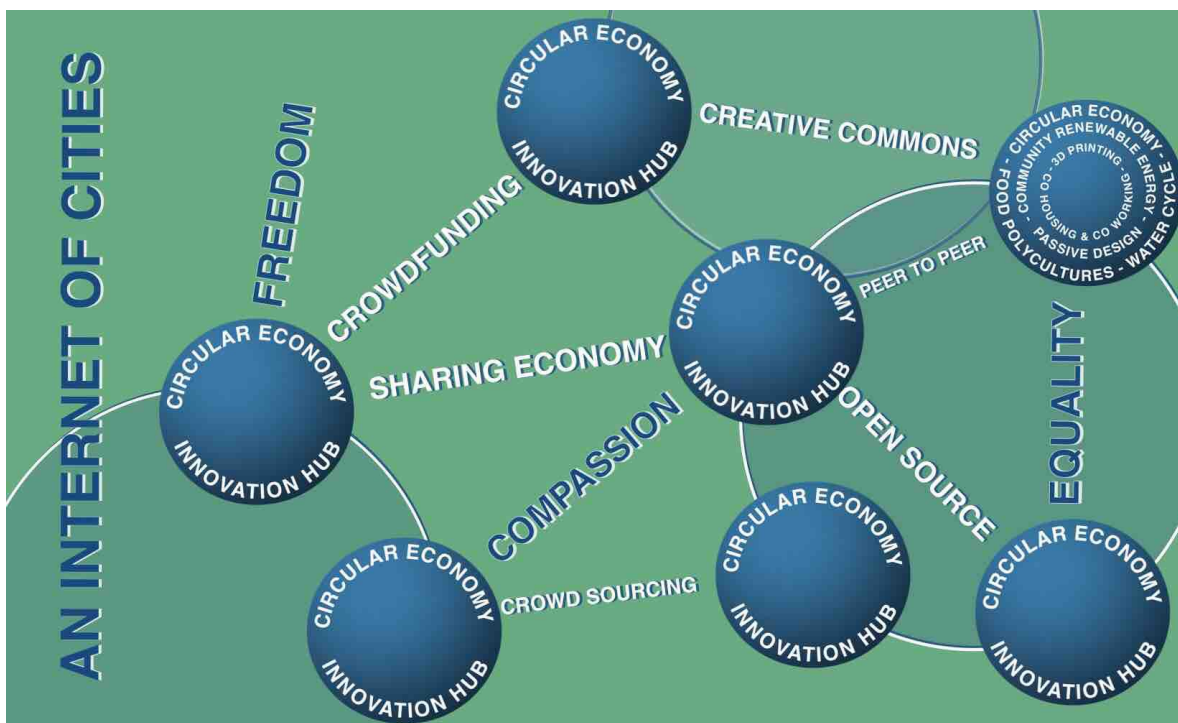 AN INTERNET OF CITIES
FREEDOM
CIRCULAR ECONOMY
INNOVATION HUB
CROWDFUNDING
CIRCULAR ECONOMY
INNOVATION HUB
CREATIVE COMMONS
CIRCULAR ECONOMY - WATER CYCLE - FOOD POLYCULTURES -
COMMUNITY RENEWABLE ENERGY - PASSIVE DESIGN -
3D PRINTING - CO HOUSING & CO WORKING -
SHARING ECONOMY
CIRCULAR ECONOMY
INNOVATION HUB
PEER TO PEER
EQUALITY
COMPASSION
OPEN SOURCE
CIRCULAR ECONOMY
INNOVATION HUB
CROWD SOURCING
CIRCULAR ECONOMY
INNOVATION HUB
CIRCULAR ECONOMY
INNOVATION HUB